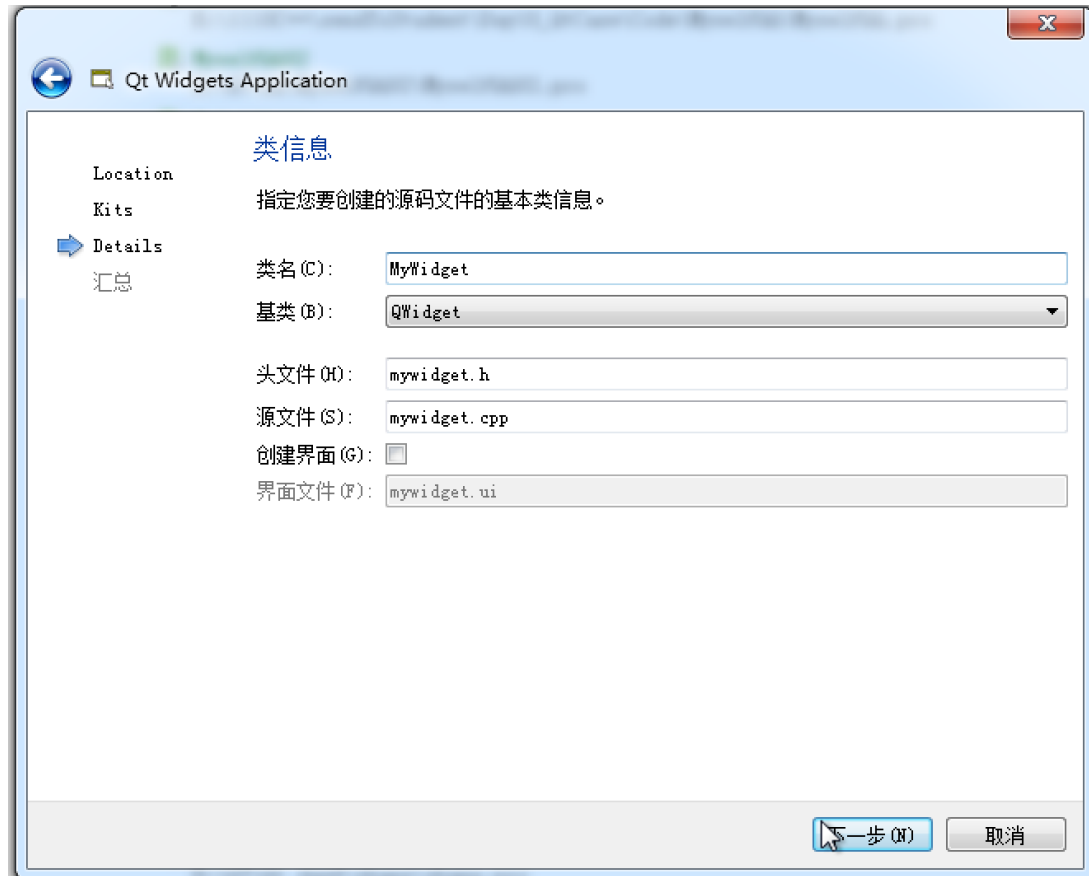 Qt Widgets Application
类信息
Location
Kits
Details
汇总
指定您要创建的源码文件的基本类信息。
类名(C): MyWidget
基类(B): QWidget
头文件(H): mywidget.h
源文件(S): mywidget.cpp
创建界面(G):
界面文件(F): mywidget.ui
下一步(N) 取消